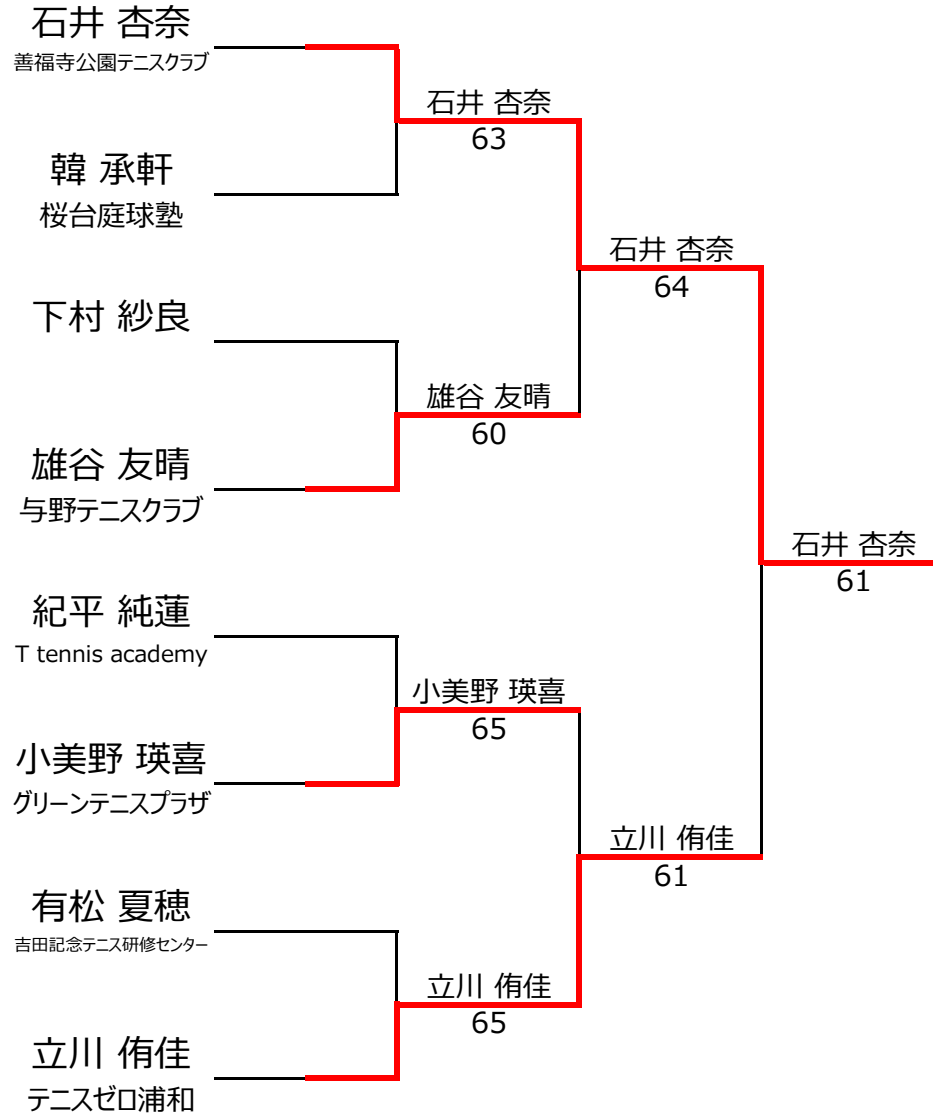 石井 杏奈
善福寺公園テニスクラブ
韓 承軒
桜台庭球塾
下村 紗良
雄谷 友晴
与野テニスクラブ
紀平 純蓮
T tennis academy
小美野 瑛喜
グリーンテニスプラザ
有松 夏穂
吉田記念テニス研修センター
立川 侑佳
テニスゼロ浦和
石井 杏奈
63
雄谷 友晴
60
小美野 瑛喜
65
立川 侑佳
65
石井 杏奈
64
立川 侑佳
61
石井 杏奈
61